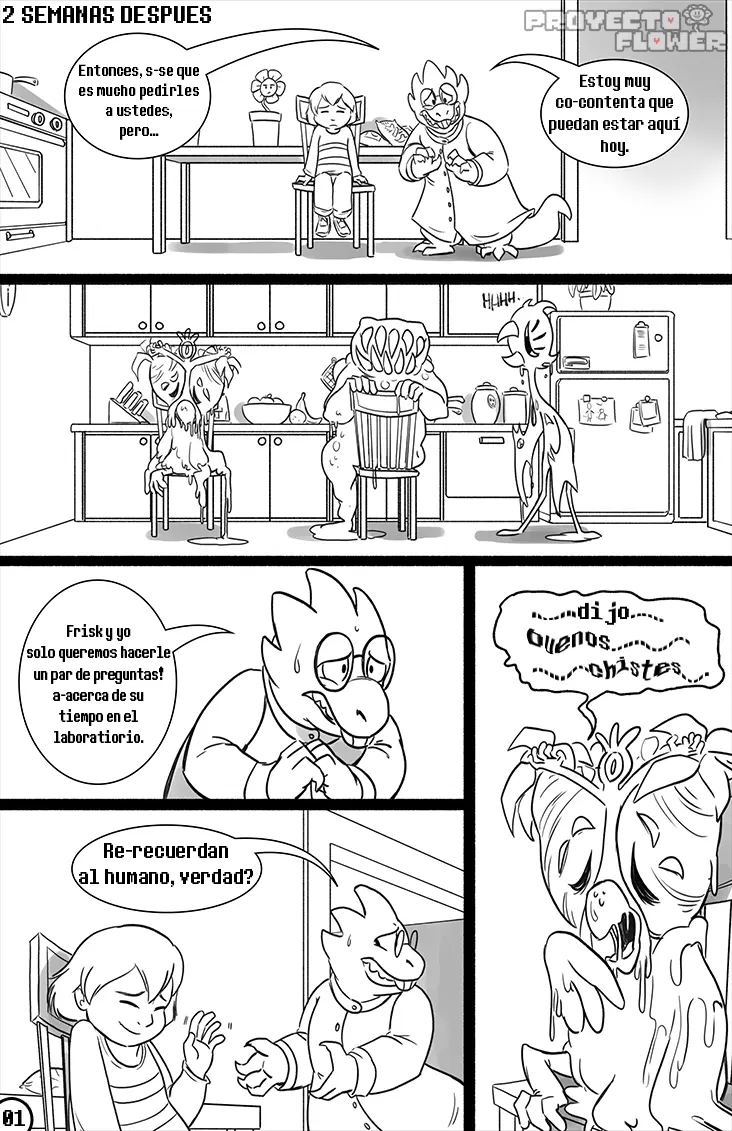 2 SEMANAS DESPUES
PROYECTO
FLOWER
Entonces, s-se que
es mucho pedirles
a ustedes,
pero...
Estoy muy
co-contenta que
puedan estar aquí
hoy.
HHHH.
Frisk y yo
solo queremos hacerle
un par de preguntas!
a-acerca de su
tiempo en el
laboratiorio.
dijo
buenos
chistes
Re-recuerdan
al humano, verdad?
01